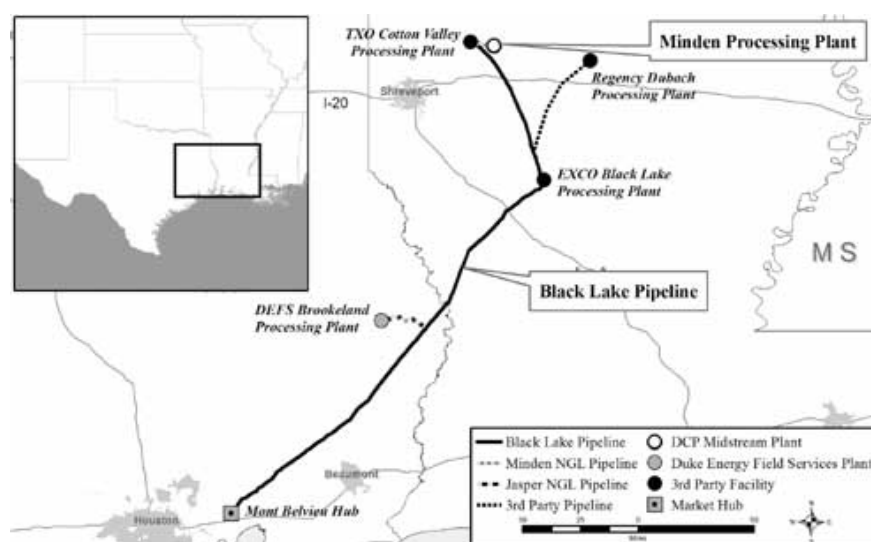 TXO Cotton Valley
Processing Plant
Minden Processing Plant
Regency Dubach
Processing Plant
I-20
Shreveport
EXCO Black Lake
Processing Plant
MS
Black Lake Pipeline
DEFS Brookeland
Processing Plant
Beaumont
Houston
Mont Belvieu Hub
Black Lake Pipeline
Minden NGL Pipeline
Jasper NGL Pipeline
3rd Party Pipeline
DCP Midstream Plant
Duke Energy Field Services Plant
3rd Party Facility
Market Hub
N
W
E
S